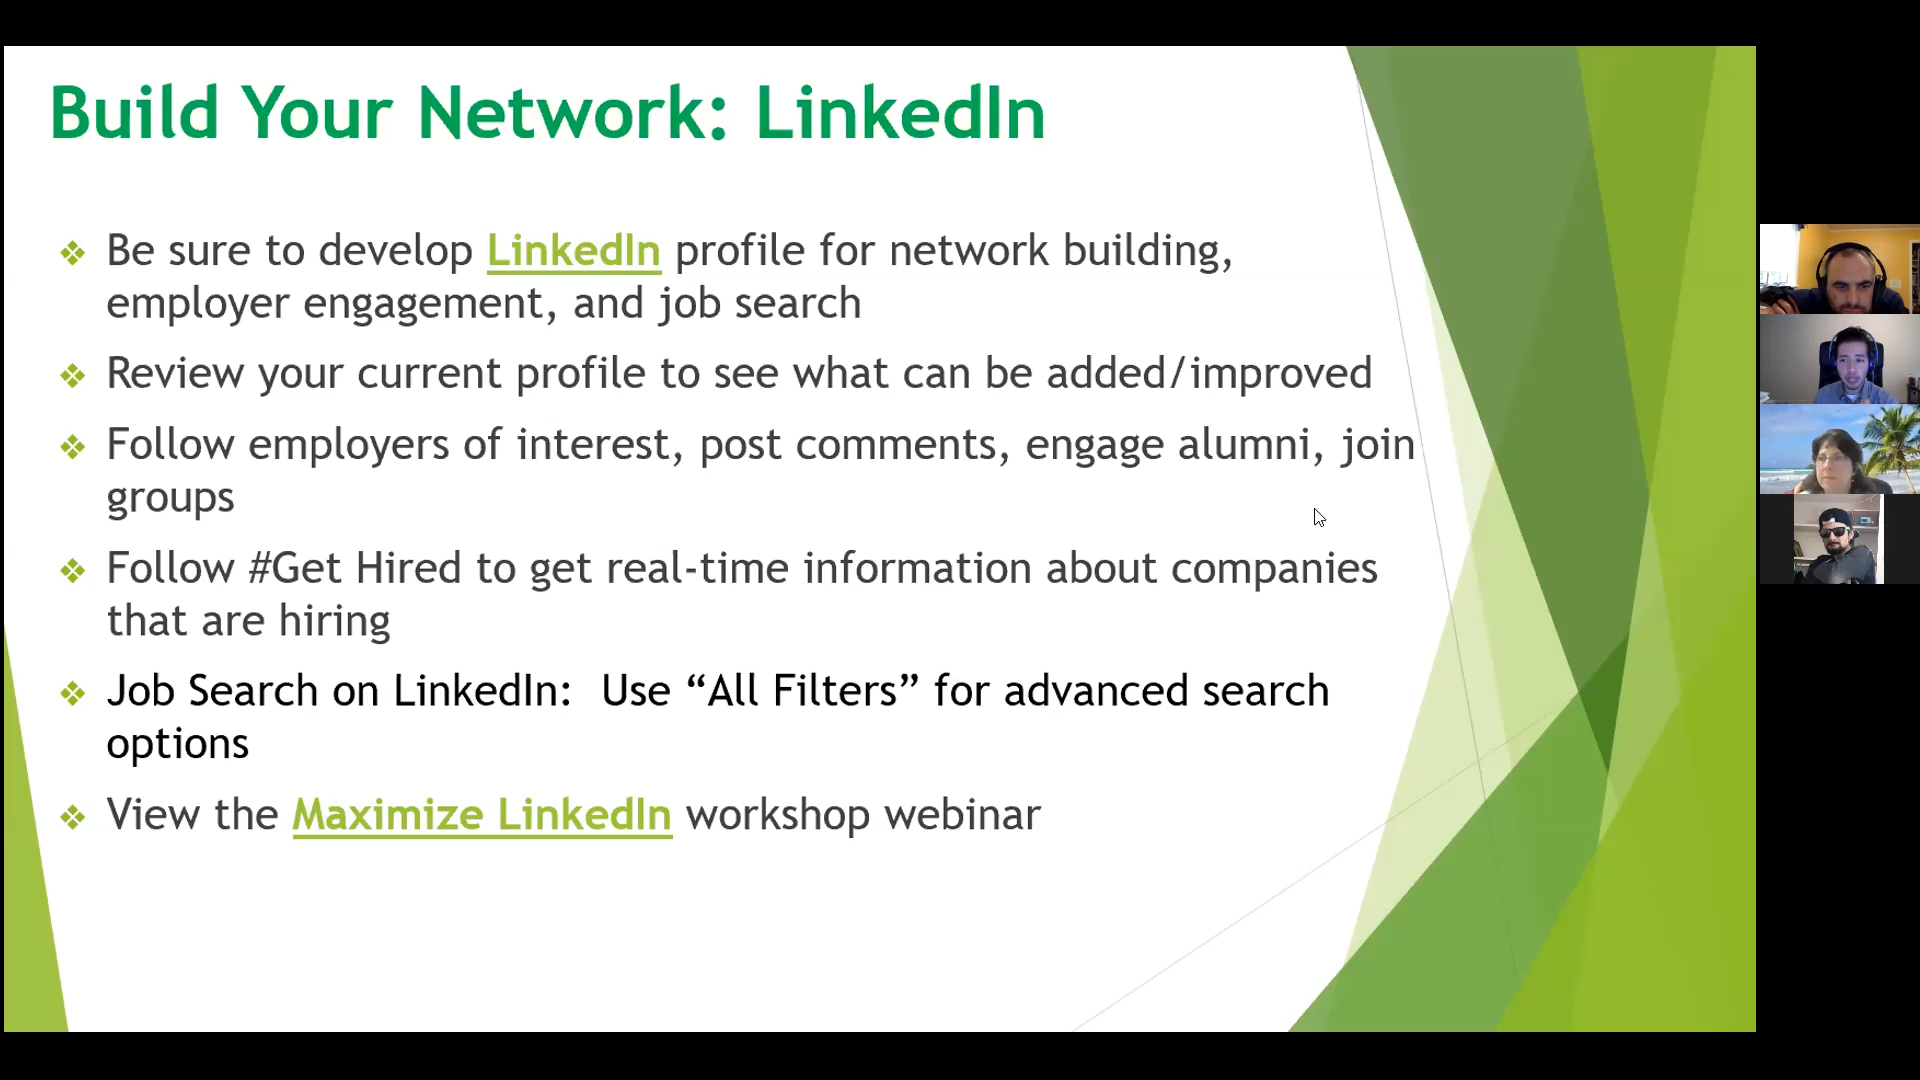 Build Your Network: LinkedIn
Be sure to develop LinkedIn profile for network building,
employer engagement, and job search
Review your current profile to see what can be added/improved
Follow employers of interest, post comments, engage alumni, join
groups
Follow #Get Hired to get real-time information about companies
that are hiring
Job Search on LinkedIn:  Use “All Filters” for advanced search
options
View the Maximize LinkedIn workshop webinar